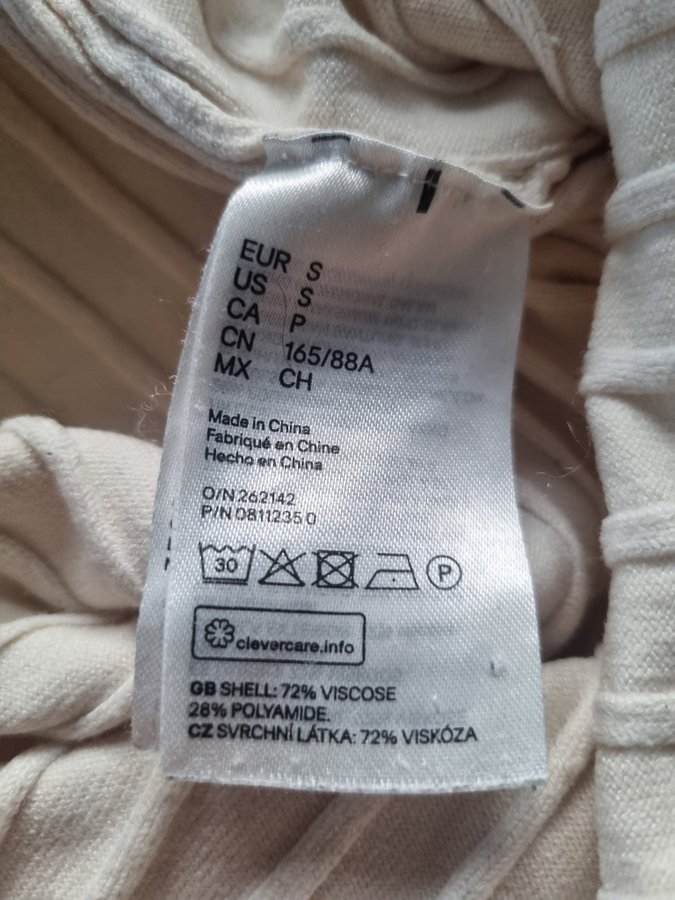 EUR S
US S
CA P
CN 165/88A
MX CH
Made in China
Fabriqué en Chine
Hecho en China
O/N 262142
P/N 0811235 0
30 P
clevercare.info
GB SHELL: 72% VISCOSE
28% POLYAMIDE.
CZ SVRCHNÍ LÁTKA: 72% VISKÓZA